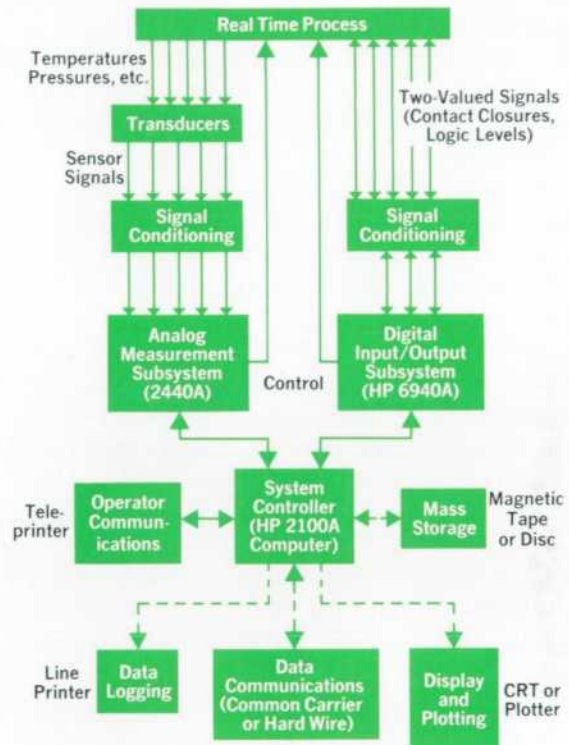 Real Time Process
Temperatures
Pressures, etc.
Two-Valued Signals
(Contact Closures,
Logic Levels)
Transducers
Sensor
Signals
Signal
Conditioning
Signal
Conditioning
Analog
Measurement
Subsystem
(2440A)
Control
Digital
Input/Output
Subsystem
(HP 6940A)
Tele-
printer
Operator
Commun-
ications
System
Controller
(HP 2100A
Computer)
Mass
Storage
Magnetic
Tape
or Disc
Line
Printer
Data
Logging
Data
Communications
(Common Carrier
or Hard Wire)
Display
and
Plotting
CRT or
Plotter